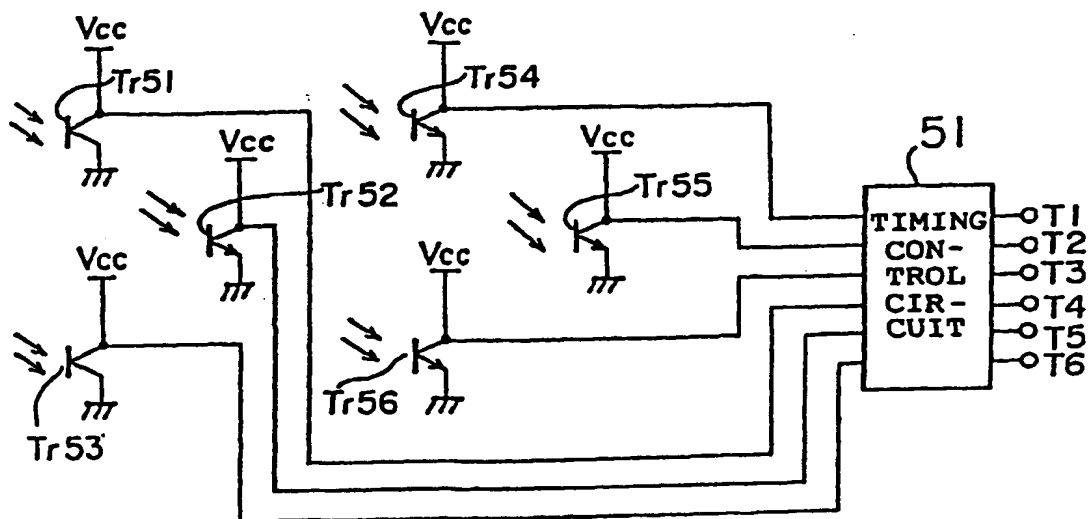 Vcc
Vcc
Tr51
Tr54
51
Vcc
Vcc
Tr52
Tr55
TIMING
CON-
TROL
CIR-
CUIT
T1
T2
T3
T4
T5
T6
Vcc
Vcc
Tr53
Tr56